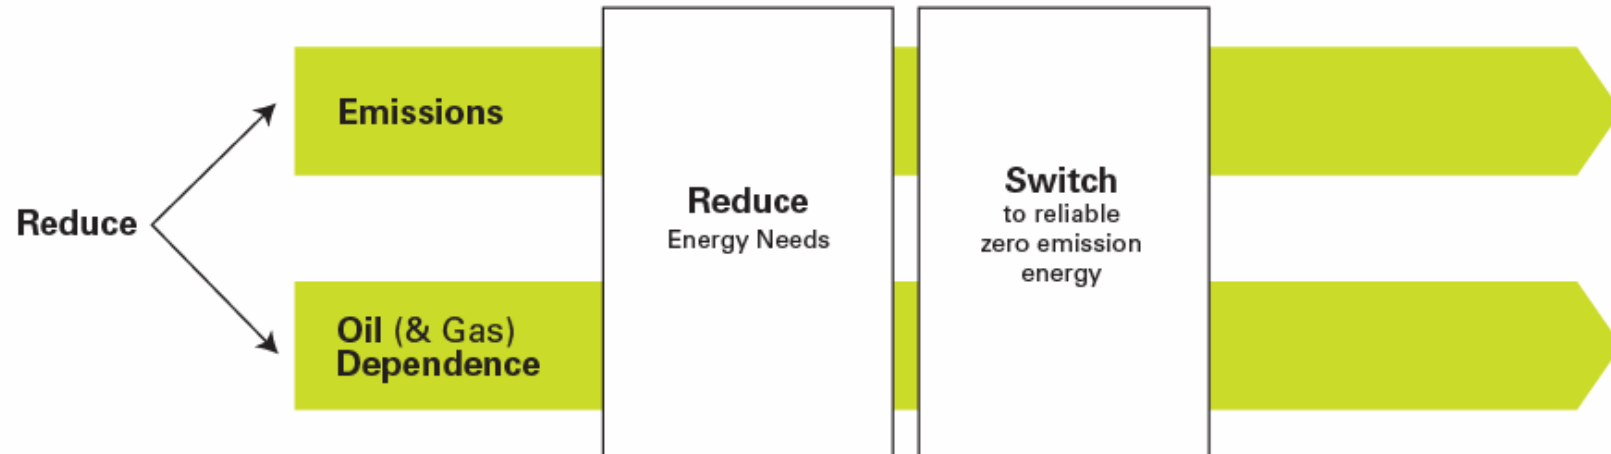 Reduce
Emissions
Oil (& Gas)
Dependence
Reduce
Energy Needs
Switch
to reliable
zero emission
energy